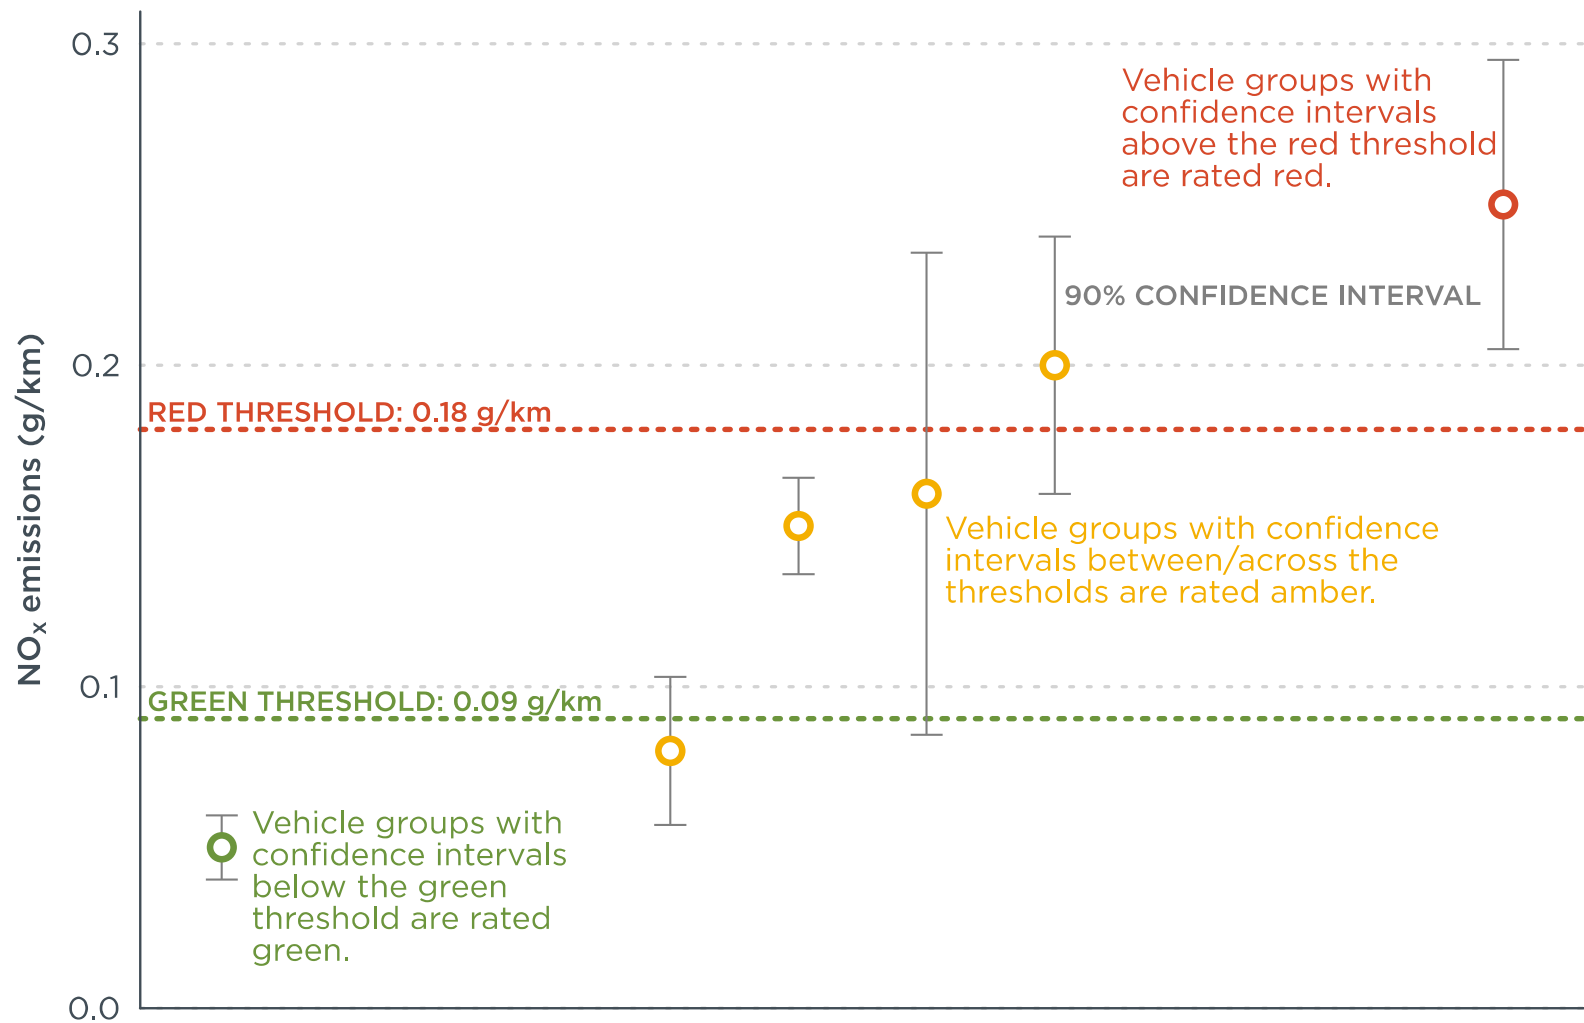 0.3
Vehicle groups with
confidence intervals
above the red threshold
are rated red.
90% CONFIDENCE INTERVAL
0.2
RED THRESHOLD: 0.18 g/km
NOx emissions (g/km)
Vehicle groups with confidence
intervals between/across the
thresholds are rated amber.
0.1
GREEN THRESHOLD: 0.09 g/km
Vehicle groups with
confidence intervals
below the green
threshold are rated
green.
0.0